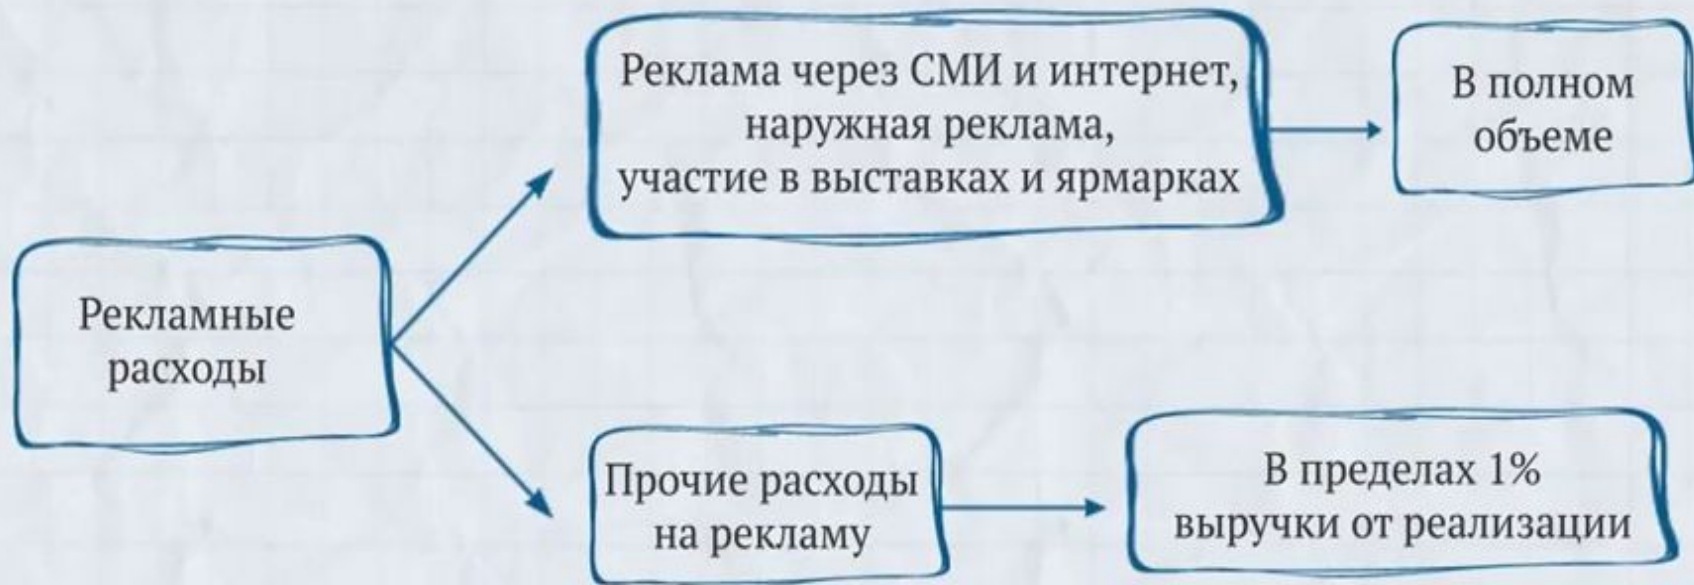 Рекламные
расходы
Реклама через СМИ и интернет,
наружная реклама,
участие в выставках и ярмарках
В полном
объеме
Прочие расходы
на рекламу
В пределах 1%
выручки от реализации